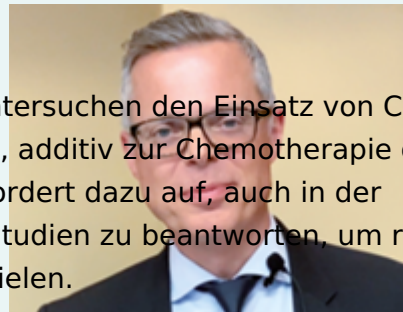 tersuchen den Einsatz von C
, additiv zur Chemotherapie
ordert dazu auf, auch in der
tudien zu beantworten, um r
ielen.